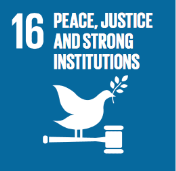 16 PEACE, JUSTICE
AND STRONG
INSTITUTIONS